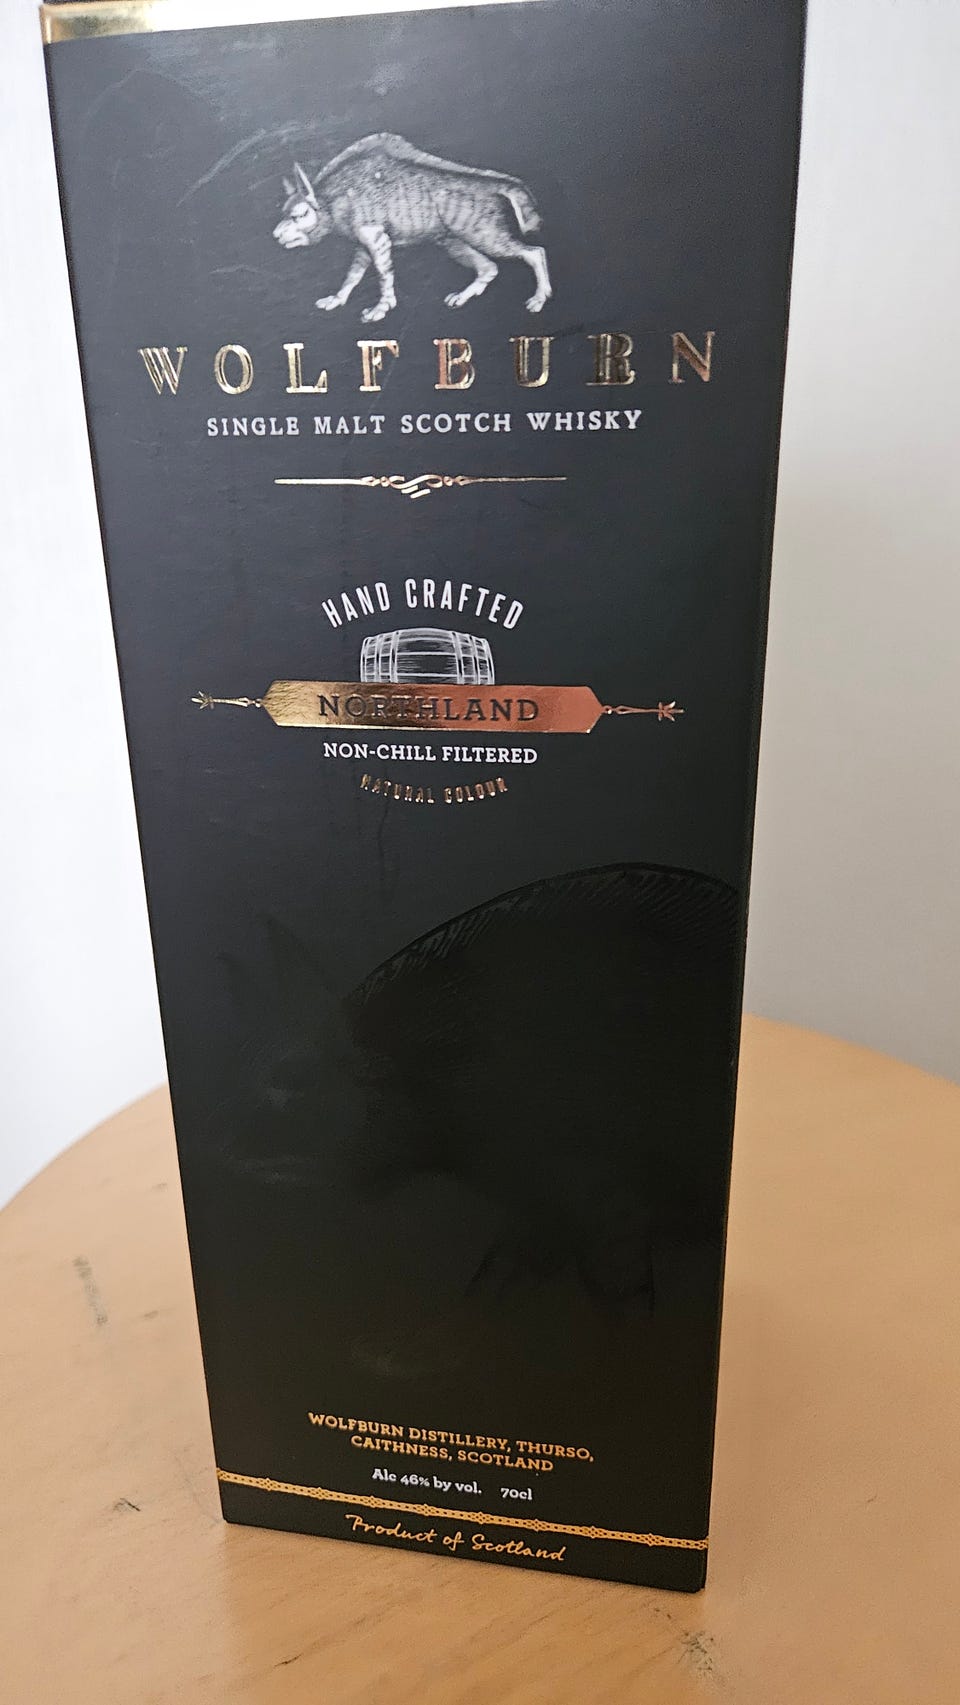 WOLFBURN
SINGLE MALT SCOTCH WHISKY
HAND CRAFTED
NORTHLAND
NON-CHILL FILTERED
NATURAL COLOUR
WOLFBURN DISTILLERY, THURSO,
CAITHNESS, SCOTLAND
Alc 46% by vol. 70cl
Product of Scotland